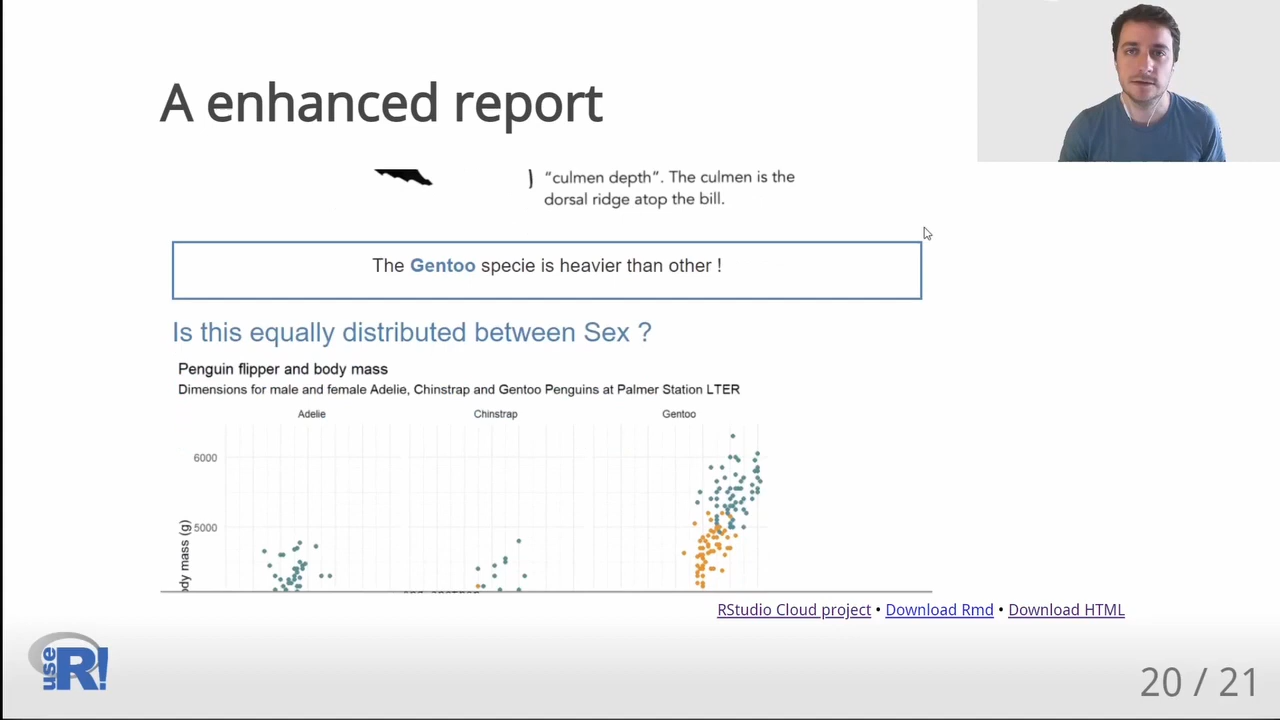 A enhanced report
"culmen depth". The culmen is the
dorsal ridge atop the bill.
The Gentoo specie is heavier than other !
Is this equally distributed between Sex ?
Penguin flipper and body mass
Dimensions for male and female Adelie, Chinstrap and Gentoo Penguins at Palmer Station LTER
Adelie Chinstrap Gentoo
6000
5000
dy mass (g)
RStudio Cloud project • Download Rmd • Download HTML
use R!
20 / 21